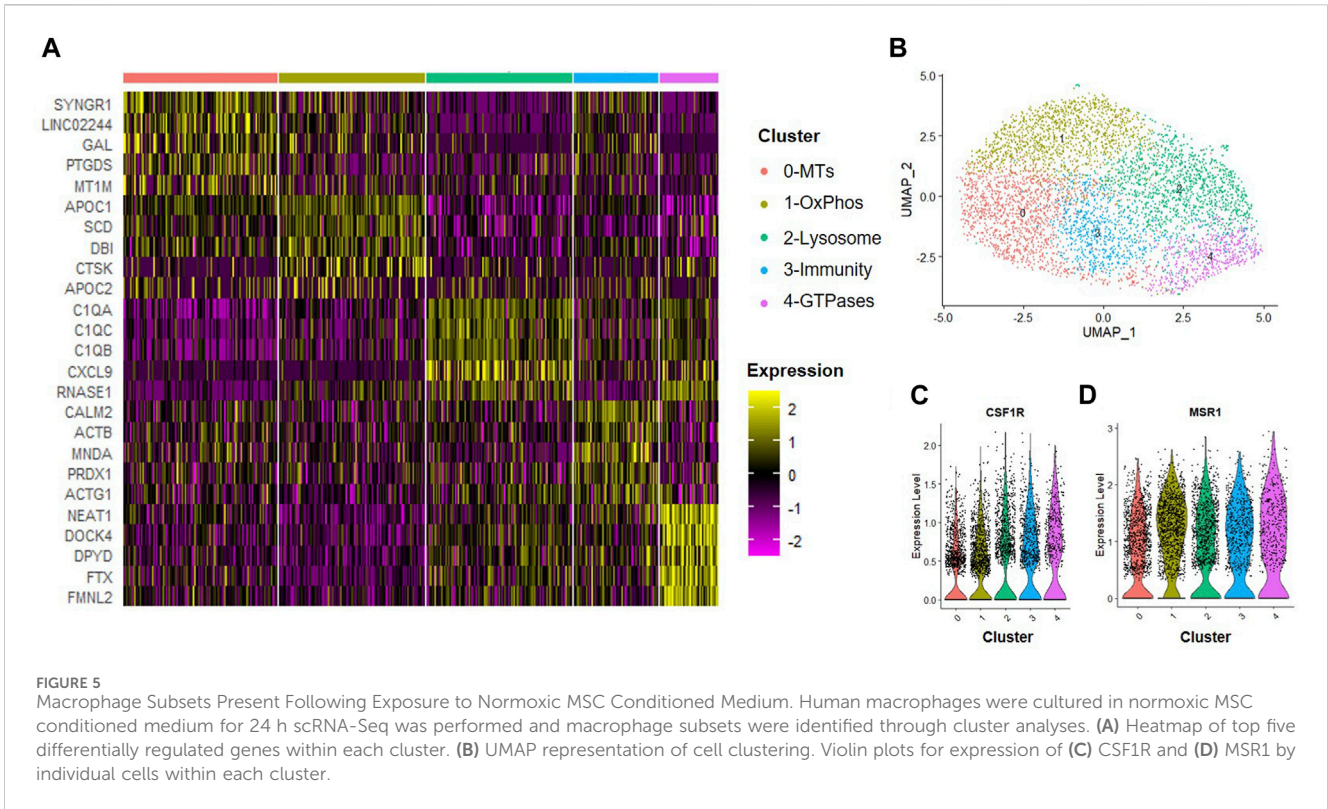 A
SYNGR1
LINC02244
GAL
PTGDS
MT1M
APOC1
SCD
DBI
CTSK
APOC2
C1QA
C1QC
C1QB
CXCL9
RNASE1
CALM2
ACTB
MNDA
PRDX1
ACTG1
NEAT1
DOCK4
DPYD
FTX
FMNL2
Cluster
0-MTs
1-OxPhos
2-Lysosome
3-Immunity
4-GTPases
Expression
2
1
0
-1
-2
B
UMAP_2
5.0
2.5
0.0
-2.5
1
2
0
3
4
-5.0 -2.5 0.0 2.5 5.0
UMAP_1
C
CSF1R
Expression Level
2.0
1.5
1.0
0.5
0.0
0 1 2 3 4
Cluster
D
MSR1
Expression Level
3
2
1
0
0 1 2 3 4
Cluster
FIGURE 5
Macrophage Subsets Present Following Exposure to Normoxic MSC Conditioned Medium. Human macrophages were cultured in normoxic MSC
conditioned medium for 24 h scRNA-Seq was performed and macrophage subsets were identified through cluster analyses. (A) Heatmap of top five
differentially regulated genes within each cluster. (B) UMAP representation of cell clustering. Violin plots for expression of (C) CSF1R and (D) MSR1 by
individual cells within each cluster.